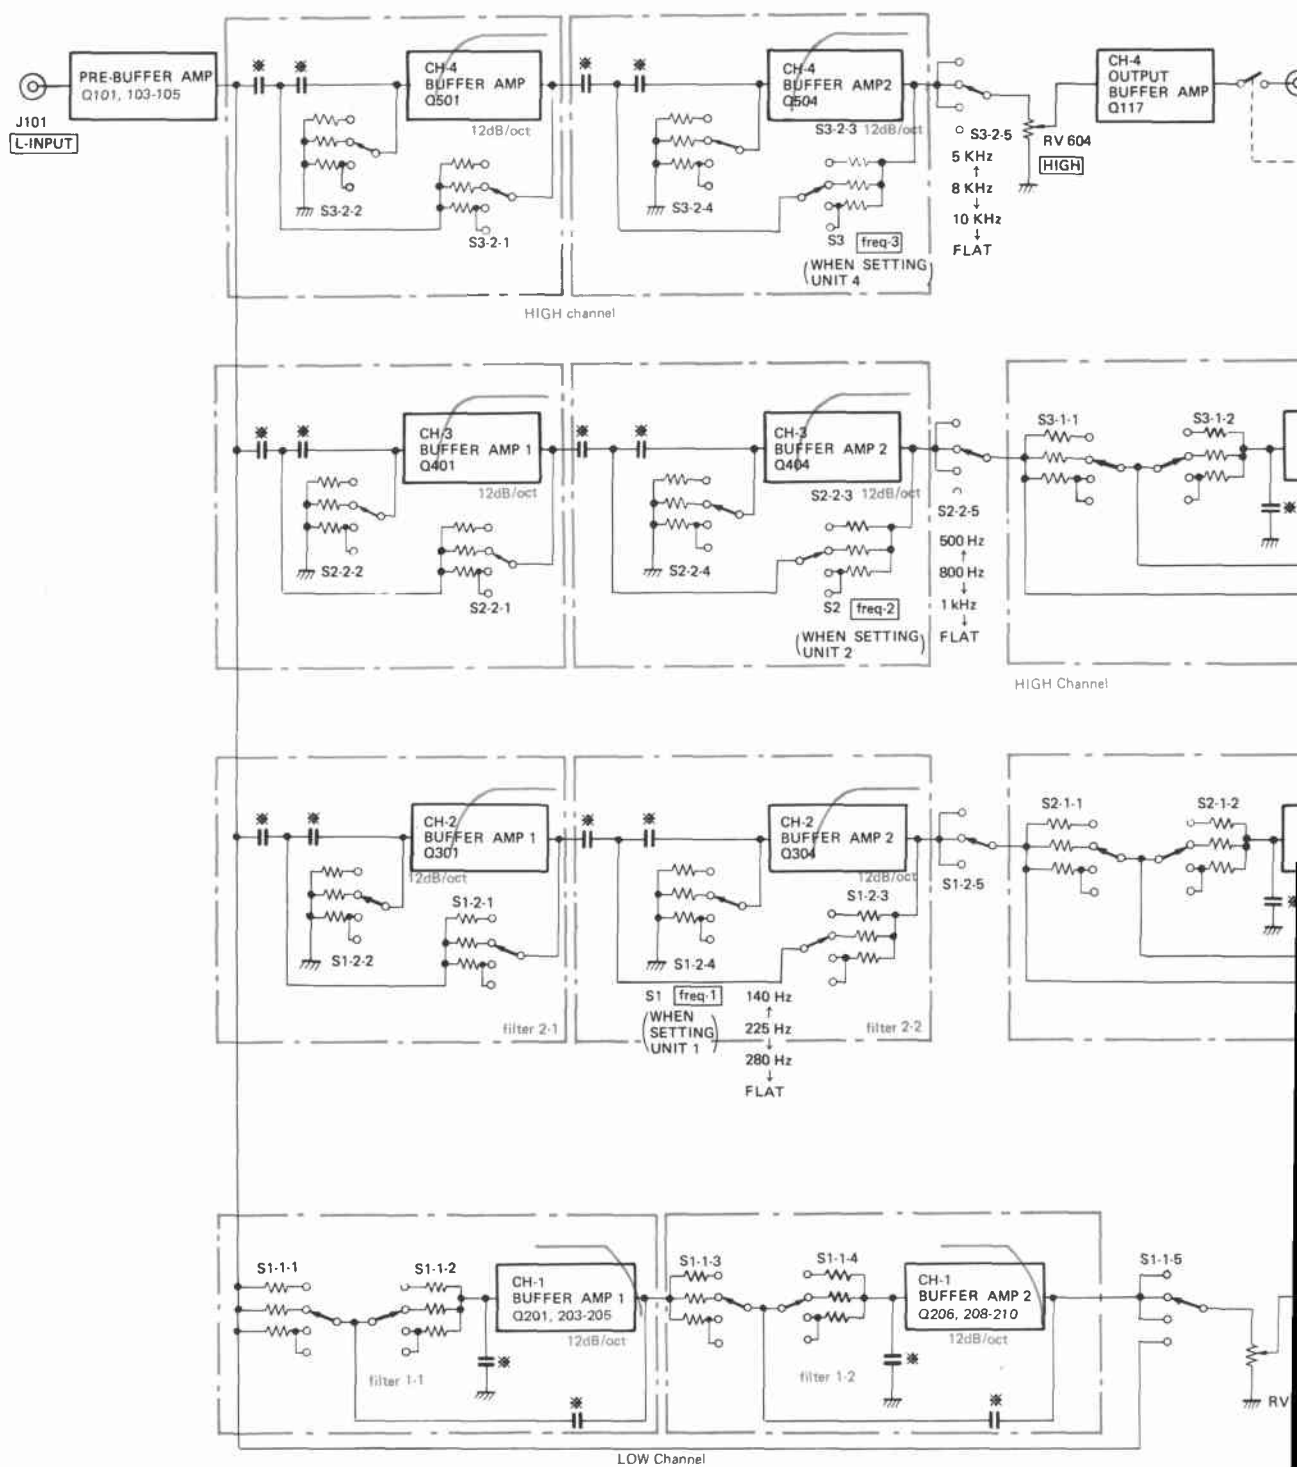 PRE-BUFFER AMP
Q101, 103-105
J101
L-INPUT
※
※
CH-4
BUFFER AMP
Q501
12dB/oct
S3-2-2
S3-2-1
※
※
CH-4
BUFFER AMP2
Q504
S3-2-3 12dB/oct
S3-2-4
S3 freq-3
(WHEN SETTING
UNIT 4)
HIGH channel
S3-2-5
5 KHz
↑
8 KHz
↓
10 KHz
↓
FLAT
RV 604
HIGH
CH-4
OUTPUT
BUFFER AMP
Q117
※
※
CH-3
BUFFER AMP 1
Q401
12dB/oct
S2-2-2
S2-2-1
※
※
CH-3
BUFFER AMP 2
Q404
S2-2-3 12dB/oct
S2-2-4
S2 freq-2
(WHEN SETTING
UNIT 2)
S2-2-5
500 Hz
↑
800 Hz
↓
1 kHz
↓
FLAT
S3-1-1
S3-1-2
※
HIGH Channel
※
※
CH-2
BUFFER AMP 1
Q301
12dB/oct
S1-2-1
S1-2-2
filter 2-1
※
※
CH-2
BUFFER AMP 2
Q304
12dB/oct
S1-2-3
S1-2-4
S1 freq-1
(WHEN
SETTING
UNIT 1)
140 Hz
↑
225 Hz
↓
280 Hz
↓
FLAT
filter 2-2
S1-2-5
S2-1-1
S2-1-2
※
S1-1-1
S1-1-2
CH-1
BUFFER AMP 1
Q201, 203-205
12dB/oct
※
filter 1-1
※
S1-1-3
S1-1-4
CH-1
BUFFER AMP 2
Q206, 208-210
12dB/oct
※
filter 1-2
※
S1-1-5
RV
LOW Channel